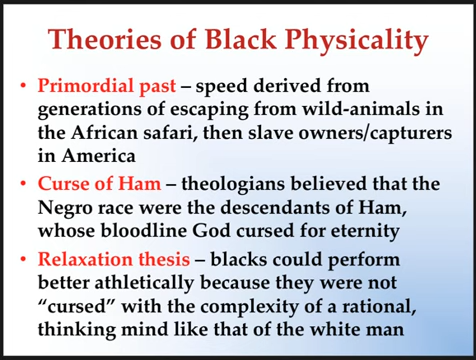 Theories of Black Physicality
• Primordial past – speed derived from
generations of escaping from wild-animals in
the African safari, then slave owners/capturers
in America
• Curse of Ham – theologians believed that the
Negro race were the descendants of Ham,
whose bloodline God cursed for eternity
• Relaxation thesis – blacks could perform
better athletically because they were not
“cursed” with the complexity of a rational,
thinking mind like that of the white man